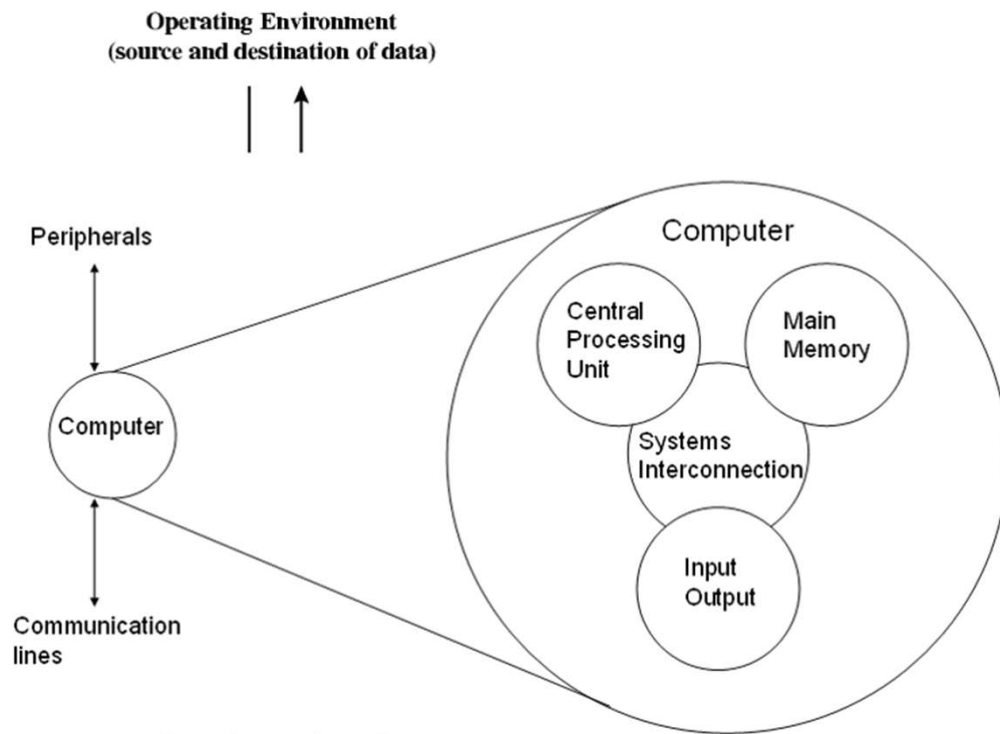 Operating Environment
(source and destination of data)
Peripherals
Computer
Communication
lines
Computer
Central
Processing
Unit
Main
Memory
Systems
Interconnection
Input
Output